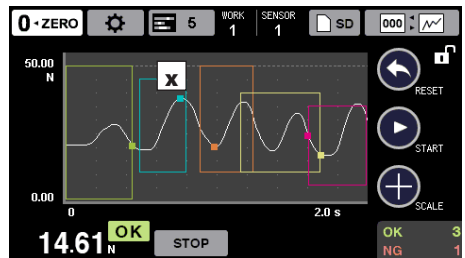 0◂ZERO 5 WORK 1 SENSOR 1 SD 000
50.00
N
x
RESET
START
0.00
0 2.0 s
SCALE
14.61 N OK STOP
OK 3
NG 1